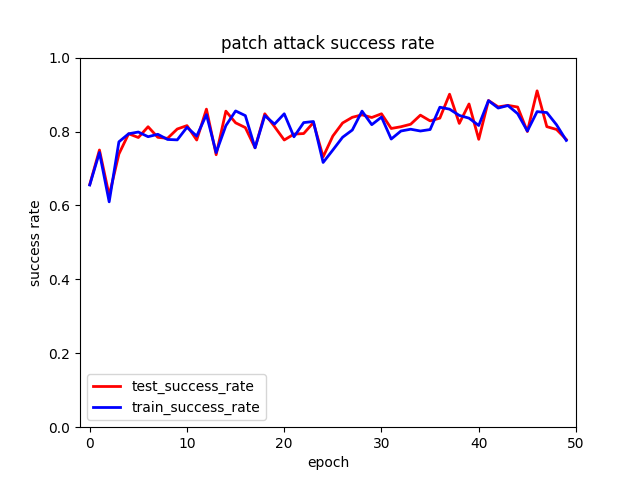 patch attack success rate
1.0
0.8
0.6
0.4
0.2
0.0
success rate
test_success_rate
train_success_rate
0
10
20
30
40
50
epoch